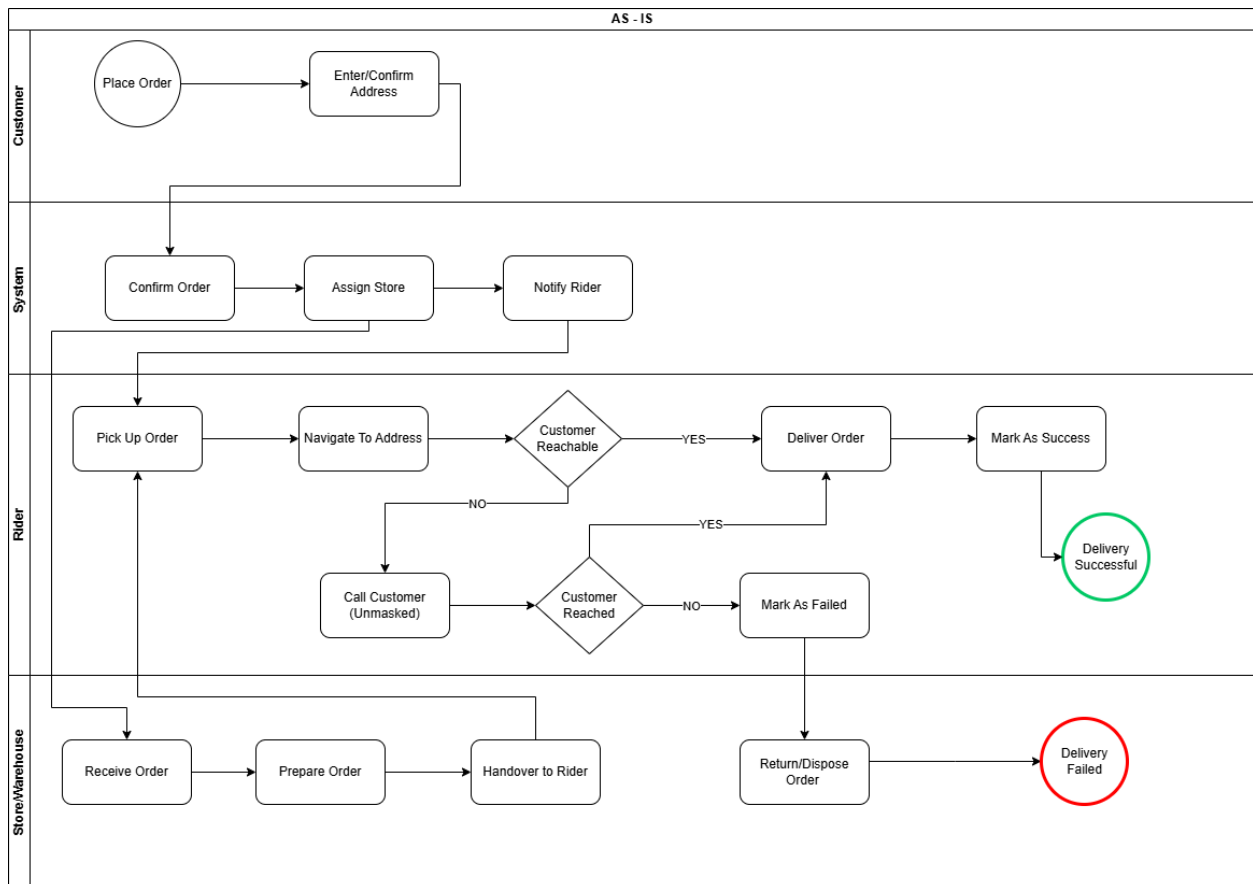 AS - IS
Customer
Place Order
Enter/Confirm
Address
System
Confirm Order
Assign Store
Notify Rider
Rider
Pick Up Order
Navigate To Address
Customer
Reachable
YES
Deliver Order
Mark As Success
NO
YES
Delivery
Successful
Call Customer
(Unmasked)
Customer
Reached
NO
Mark As Failed
Store/Warehouse
Receive Order
Prepare Order
Handover to Rider
Return/Dispose
Order
Delivery
Failed